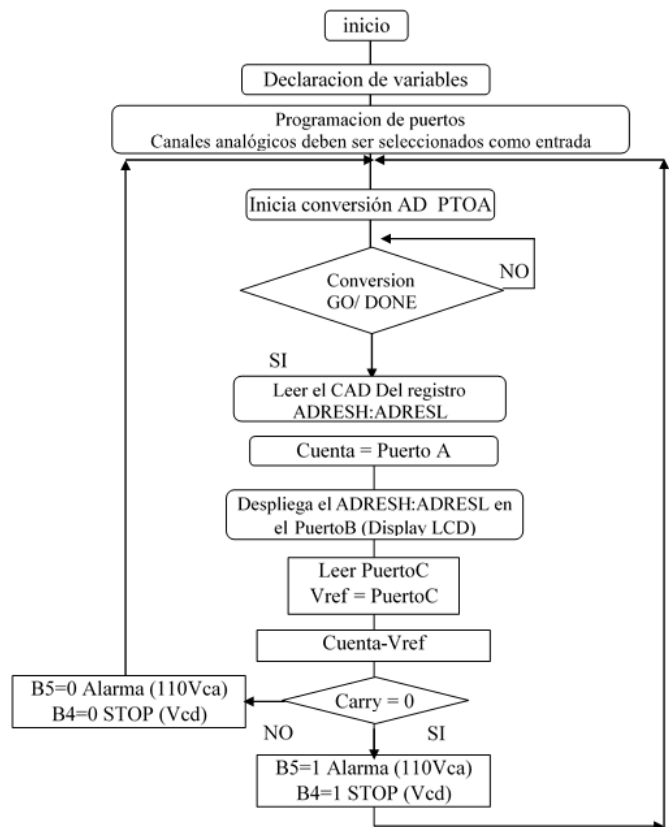 inicio
Declaracion de variables
Programacion de puertos
Canales analógicos deben ser seleccionados como entrada
Inicia conversión AD PTOA
Conversion
GO/ DONE
NO
SI
Leer el CAD Del registro
ADRESH:ADRESL
Cuenta = Puerto A
Despliega el ADRESH:ADRESL en
el PuertoB (Display LCD)
Leer PuertoC
Vref = PuertoC
Cuenta-Vref
Carry = 0
B5=0 Alarma (110Vca)
B4=0 STOP (Vcd)
NO
SI
B5=1 Alarma (110Vca)
B4=1 STOP (Vcd)